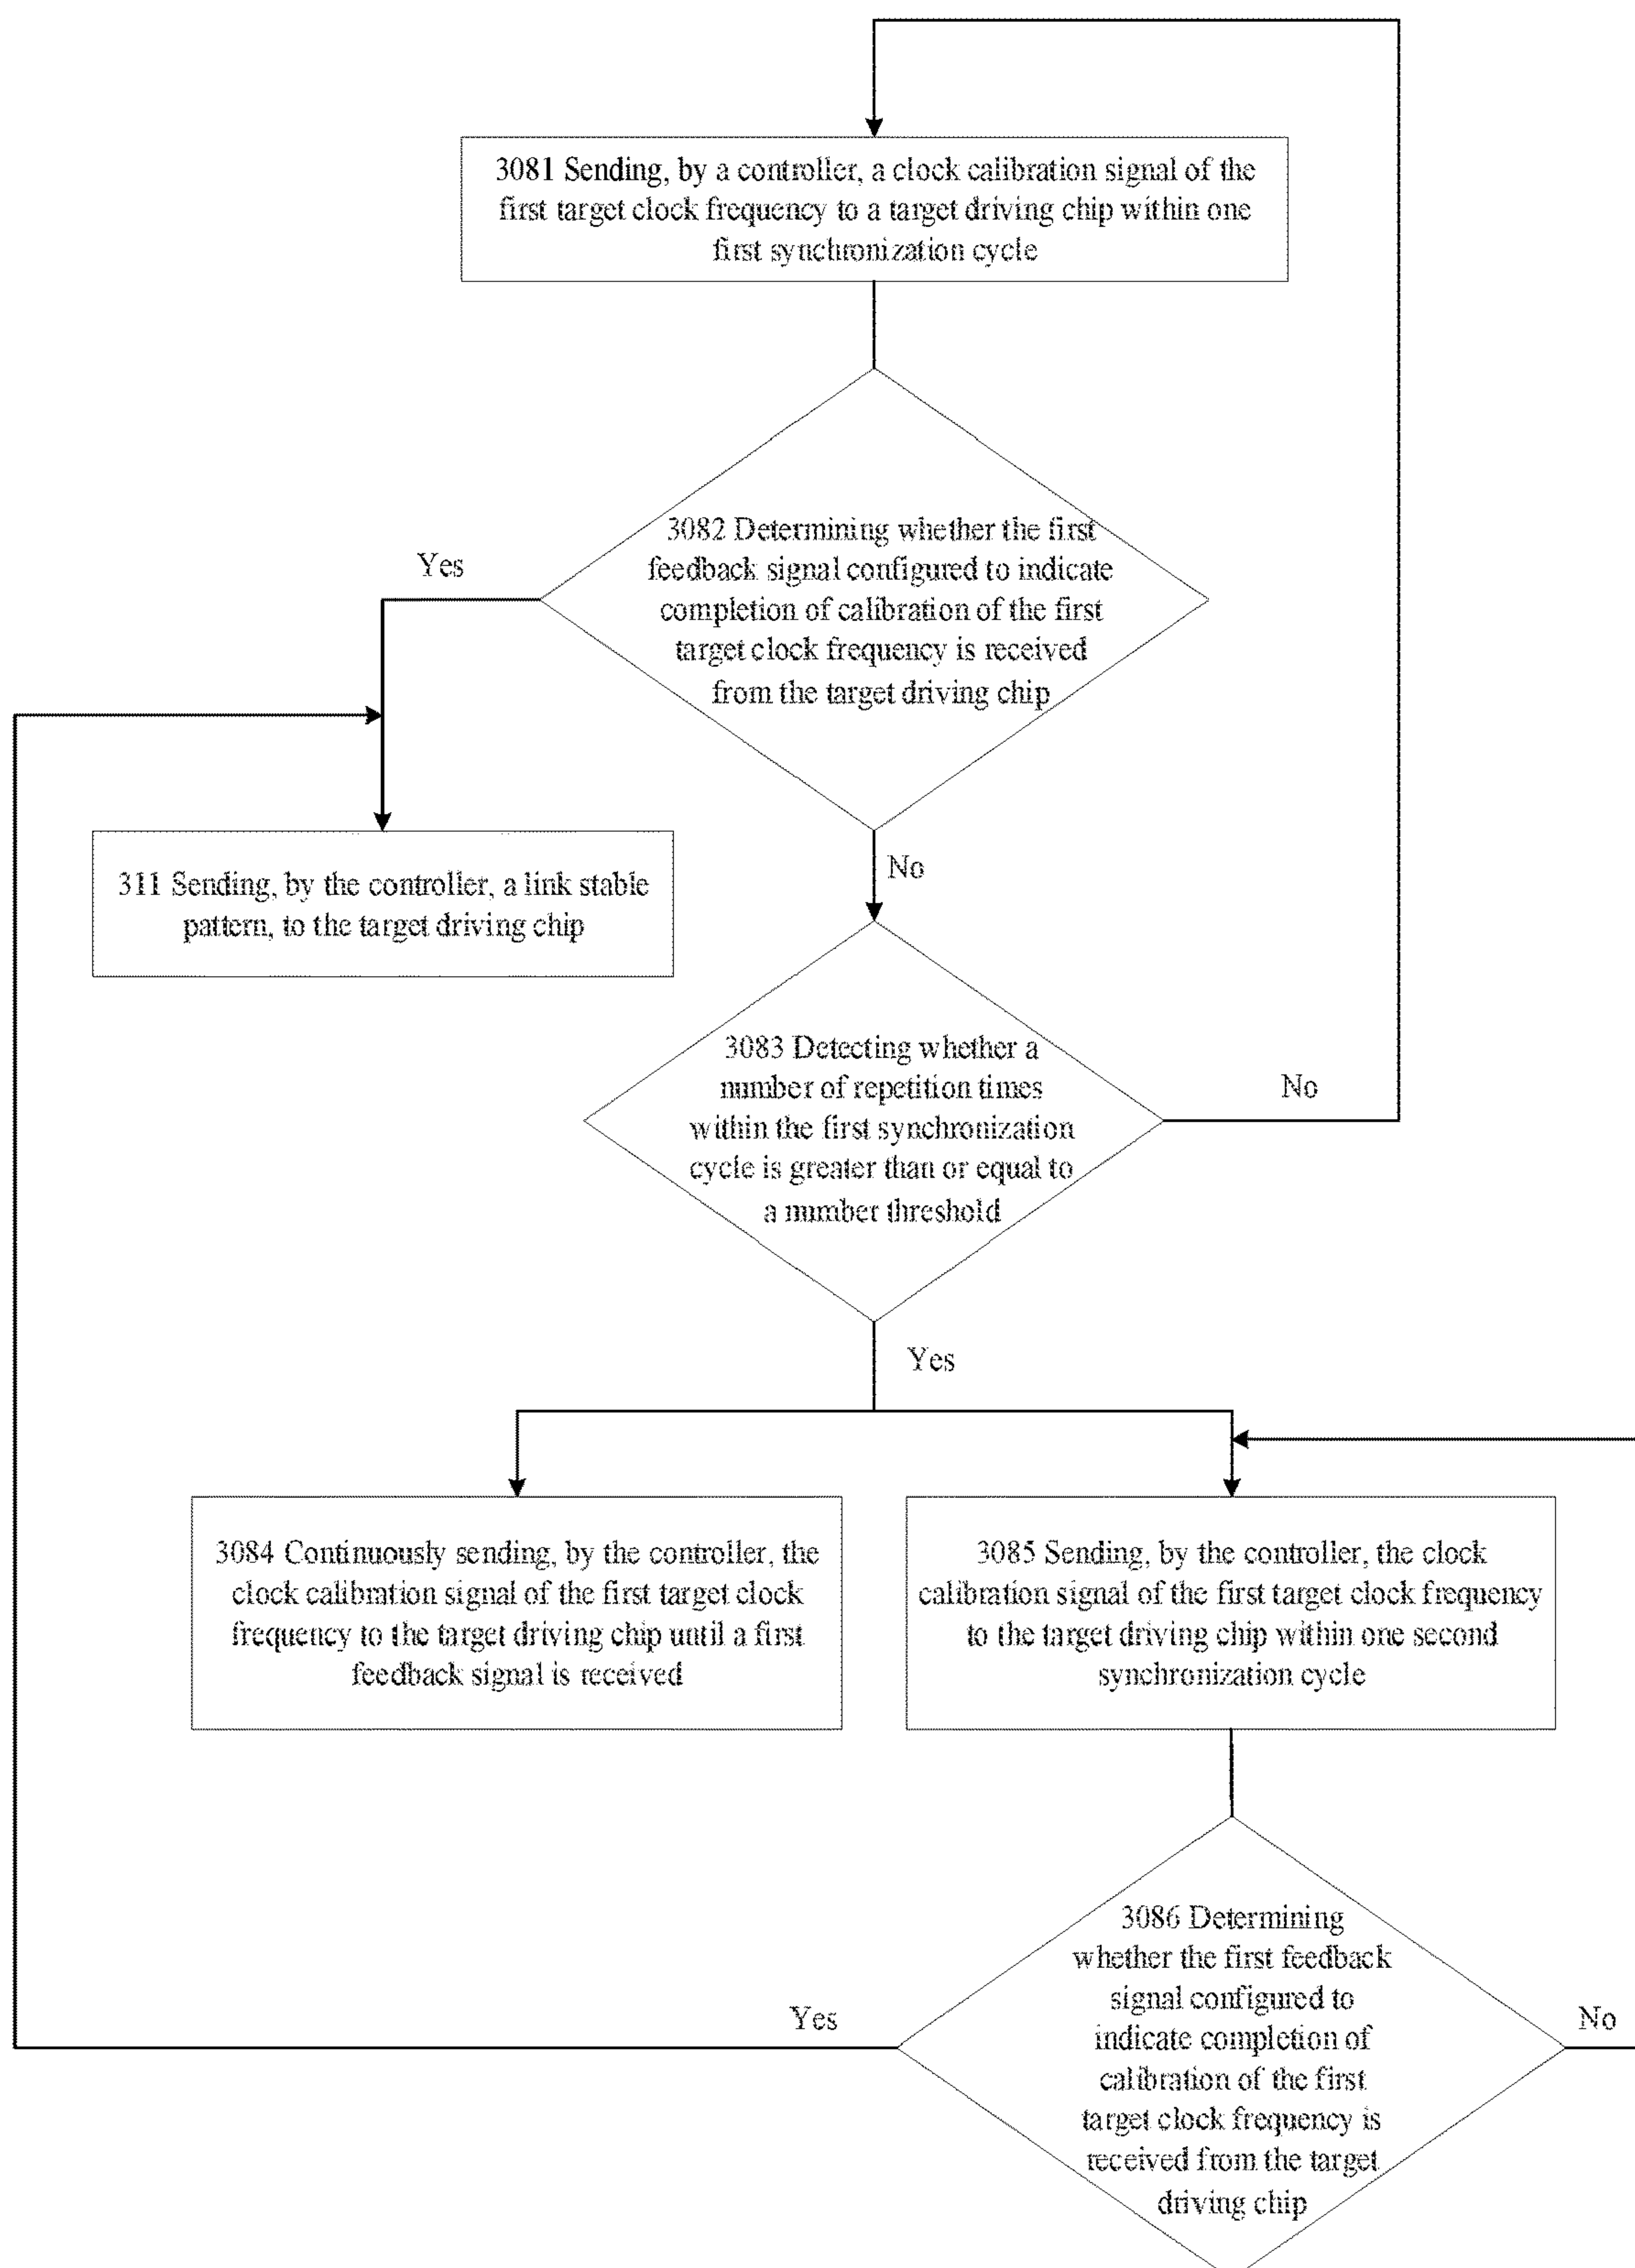 3081 Sending, by a controller, a clock calibration signal of the
first target clock frequency to a target driving chip within one
first synchronization cycle
3082 Determining whether the first
feedback signal configured to indicate
completion of calibration of the first
target clock frequency is received
from the target driving chip
Yes
No
311 Sending, by the controller, a link stable
pattern, to the target driving chip
3083 Detecting whether a
number of repetition times
within the first synchronization
cycle is greater than or equal to
a number threshold
No
Yes
3084 Continuously sending, by the controller, the
clock calibration signal of the first target clock
frequency to the target driving chip until a first
feedback signal is received
3085 Sending, by the controller, the clock
calibration signal of the first target clock frequency
to the target driving chip within one second
synchronization cycle
3086 Determining
whether the first feedback
signal configured to
indicate completion of
calibration of the first
target clock frequency is
received from the target
driving chip
Yes
No